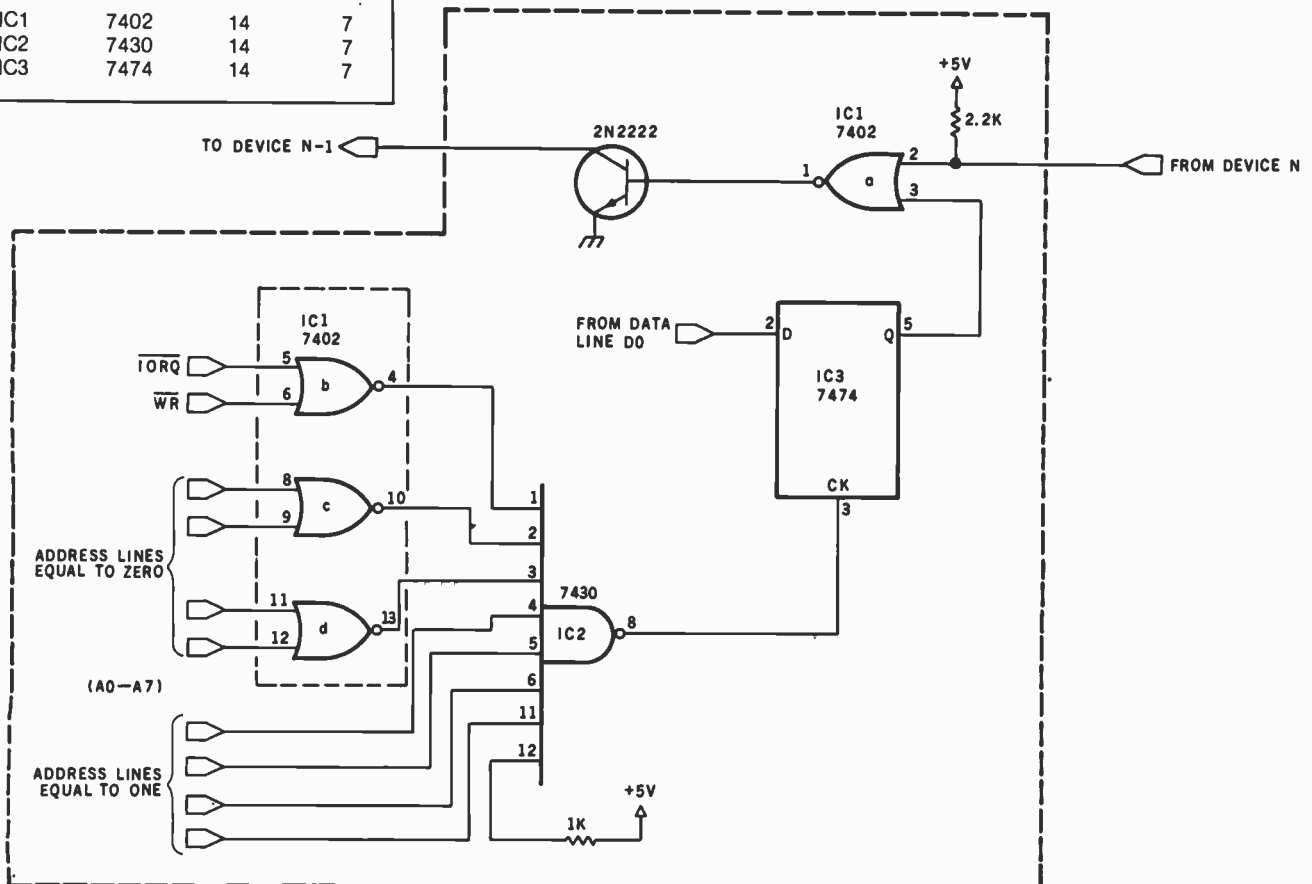 IC1 7402 14 7
IC2 7430 14 7
IC3 7474 14 7
+5V
2.2K
IC1
7402
2N2222
TO DEVICE N-1
1
a
2
3
FROM DEVICE N
IC1
7402
IORQ
WR
5
6
b
4
8
9
c
10
ADDRESS LINES
EQUAL TO ZERO
11
12
d
13
(A0—A7)
ADDRESS LINES
EQUAL TO ONE
FROM DATA
LINE D0
2
D
Q
5
IC3
7474
CK
3
1
2
3
4
5
6
11
12
7430
IC2
8
1K
+5V